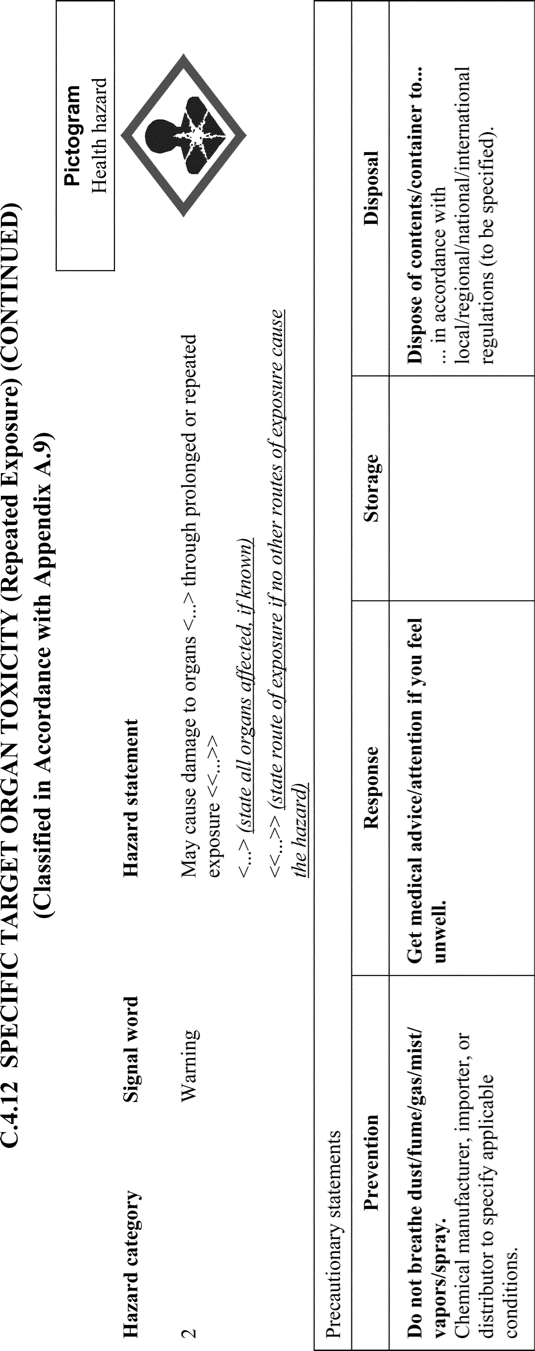 C.4.12 SPECIFIC TARGET ORGAN TOXICITY (Repeated Exposure) (CONTINUED)
(Classified in Accordance with Appendix A.9)
Pictogram
Health hazard
Hazard category
Signal word
Hazard statement
2
Warning
May cause damage to organs <...> through prolonged or repeated
exposure <<...>>
<...> (state all organs affected, if known)
<<...>> (state route of exposure if no other routes of exposure cause
the hazard)
Precautionary statements
Prevention
Response
Storage
Disposal
Do not breathe dust/fume/gas/mist/
vapors/spray.
Chemical manufacturer, importer, or
distributor to specify applicable
conditions.
Get medical advice/attention if you feel
unwell.
Dispose of contents/container to...
... in accordance with
local/regional/national/international
regulations (to be specified).